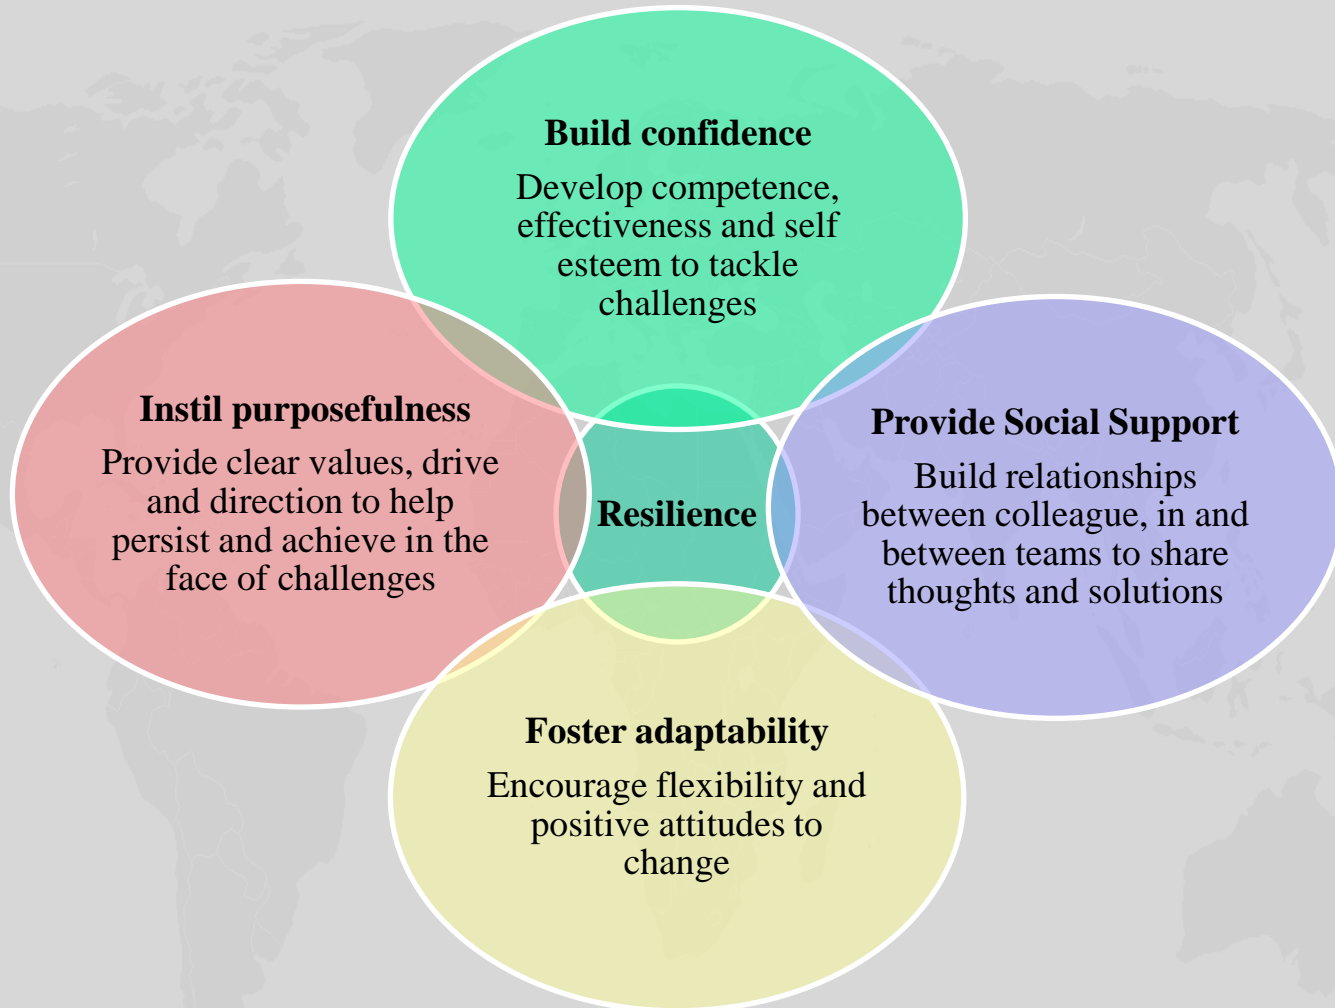 Build confidence
Develop competence,
effectiveness and self
esteem to tackle
challenges
Instil purposefulness
Provide clear values, drive
and direction to help
persist and achieve in the
face of challenges
Resilience
Provide Social Support
Build relationships
between colleague, in and
between teams to share
thoughts and solutions
Foster adaptability
Encourage flexibility and
positive attitudes to
change